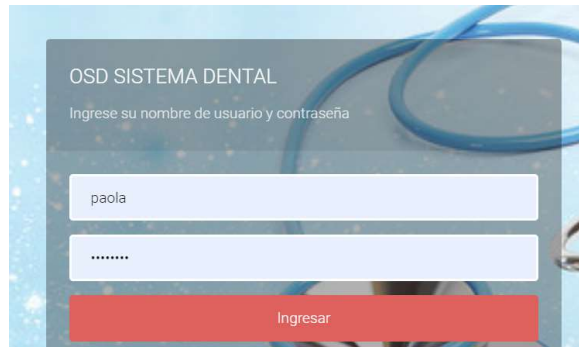 OSD SISTEMA DENTAL
Ingrese su nombre de usuario y contraseña
paola
........
Ingresar